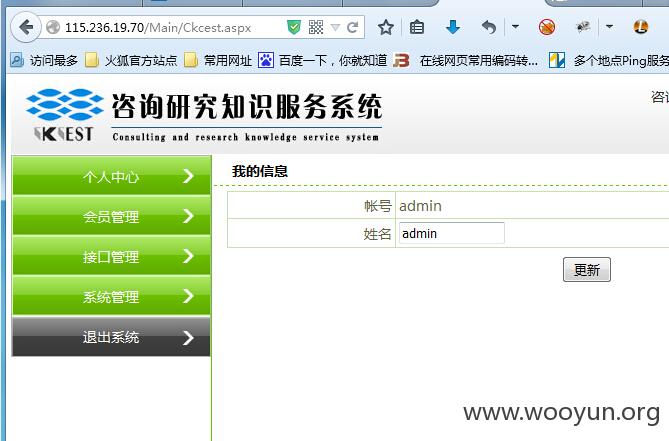 115.236.19.70/Main/Ckcest.aspx
访问最多 火狐官方站点 常用网址 百度一下，你就知道 在线网页常用编码转... 多个地点Ping服务
咨询研究知识服务系统
CKCEST Consulting and research knowledge service system
咨
个人中心
会员管理
接口管理
系统管理
退出系统
我的信息
帐号 admin
姓名 admin
更新
www.wooyun.org